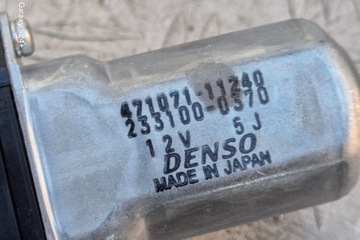 471071-11240
233100-0370
12V 5J
DENSO
MADE IN JAPAN